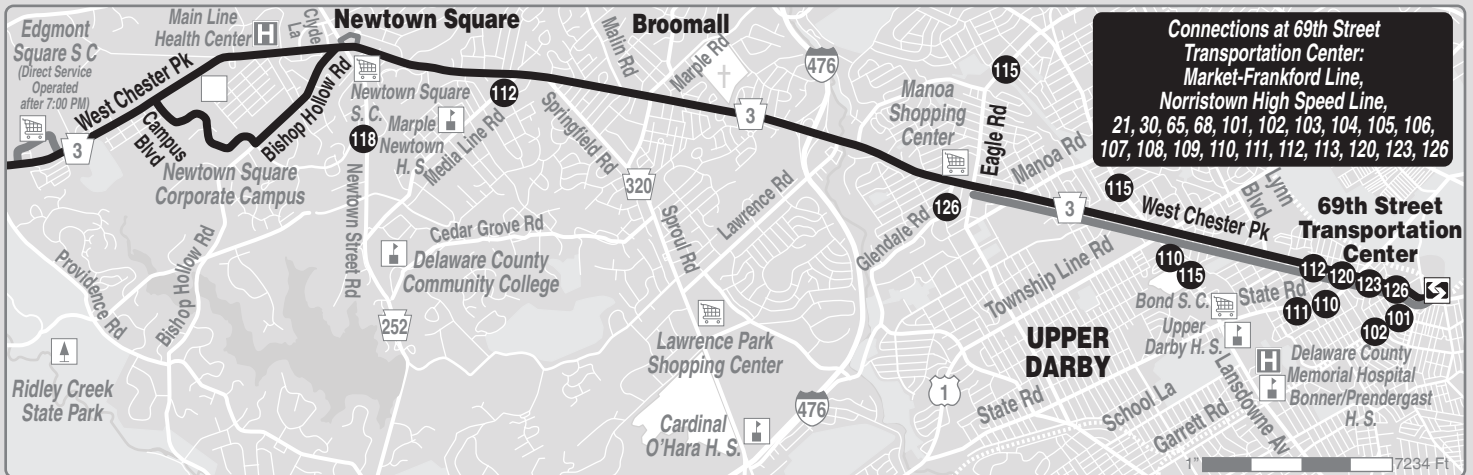 Edgmont
Square S C
(Direct Service
Operated
after 7:00 PM)
Main Line
Health Center
H
Clyde
La
Newtown Square
Broomall
Malin Rd
Marple Rd
476
Connections at 69th Street
Transportation Center:
Market-Frankford Line,
Norristown High Speed Line,
21, 30, 65, 68, 101, 102, 103, 104, 105, 106,
107, 108, 109, 110, 111, 112, 113, 120, 123, 126
115
Manoa
Shopping
Center
Eagle Rd
Manoa Rd
3
West Chester Pk
Campus
Blvd
Bishop Hollow Rd
Newtown Square
S. C.
118
Marple
Newtown
H. S.
Media Line Rd
112
Springfield Rd
3
Newtown Square
Corporate Campus
Newtown Street Rd
320
Lawrence Rd
Sproul Rd
126
Glendale Rd
3
115
West Chester Pk
Lynn
Blvd
69th Street
Transportation
Center
Cedar Grove Rd
Delaware County
Community College
Township Line Rd
110
115
Bond S. C.
State Rd
112
120
123
126
111
110
101
102
Providence Rd
Bishop Hollow Rd
252
Lawrence Park
Shopping Center
UPPER
DARBY
Upper
Darby H. S.
H
Delaware County
Memorial Hospital
Bonner/Prendergast
H. S.
Ridley Creek
State Park
Cardinal
O'Hara H. S.
476
1
State Rd
School La
Garrett Rd
Lansdowne Av
1" 7234 Ft